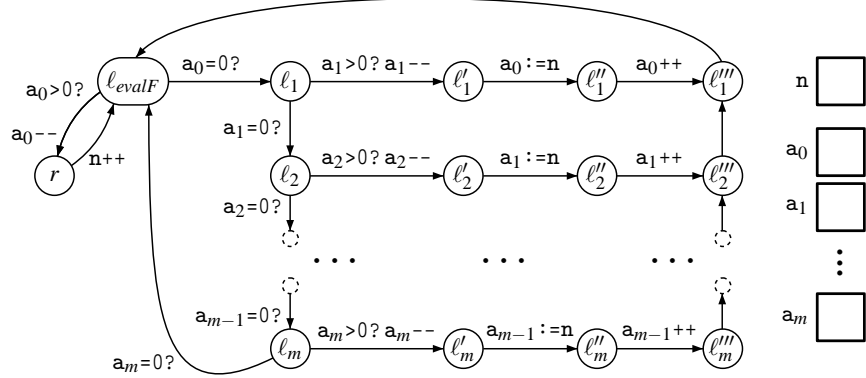 ℓ_evalF a₀=0? ℓ₁ a₁>0? a₁-- ℓ′₁ a₀:=n ℓ″₁ a₀++ ℓ‴₁ n
a₀>0?
a₀-- n++ a₁=0? a₀
r ℓ₂ a₂>0? a₂-- ℓ′₂ a₁:=n ℓ″₂ a₁++ ℓ‴₂
a₂=0? a₁
... ... ... ⋮
aₘ₋₁=0? aₘ
aₘ=0? ℓₘ aₘ>0? aₘ-- ℓ′ₘ aₘ₋₁:=n ℓ″ₘ aₘ₋₁++ ℓ‴ₘ